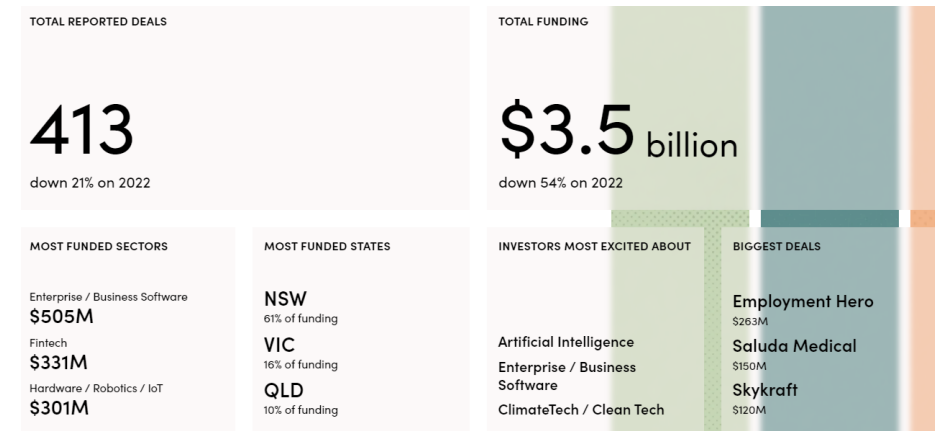 TOTAL REPORTED DEALS
413
down 21% on 2022
TOTAL FUNDING
$3.5 billion
down 54% on 2022
MOST FUNDED SECTORS
Enterprise / Business Software
$505M
Fintech
$331M
Hardware / Robotics / IoT
$301M
MOST FUNDED STATES
NSW
61% of funding
VIC
16% of funding
QLD
10% of funding
INVESTORS MOST EXCITED ABOUT
Artificial Intelligence
Enterprise / Business
Software
ClimateTech / Clean Tech
BIGGEST DEALS
Employment Hero
$263M
Saluda Medical
$150M
Skykraft
$120M